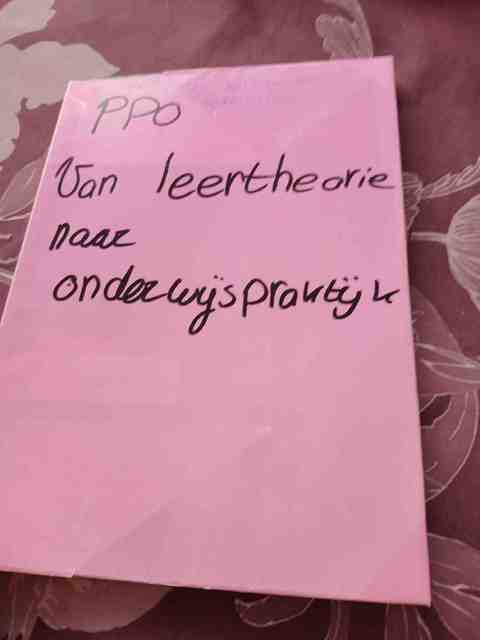 PPO
Van leertheorie
naar
onderwijspraktijk